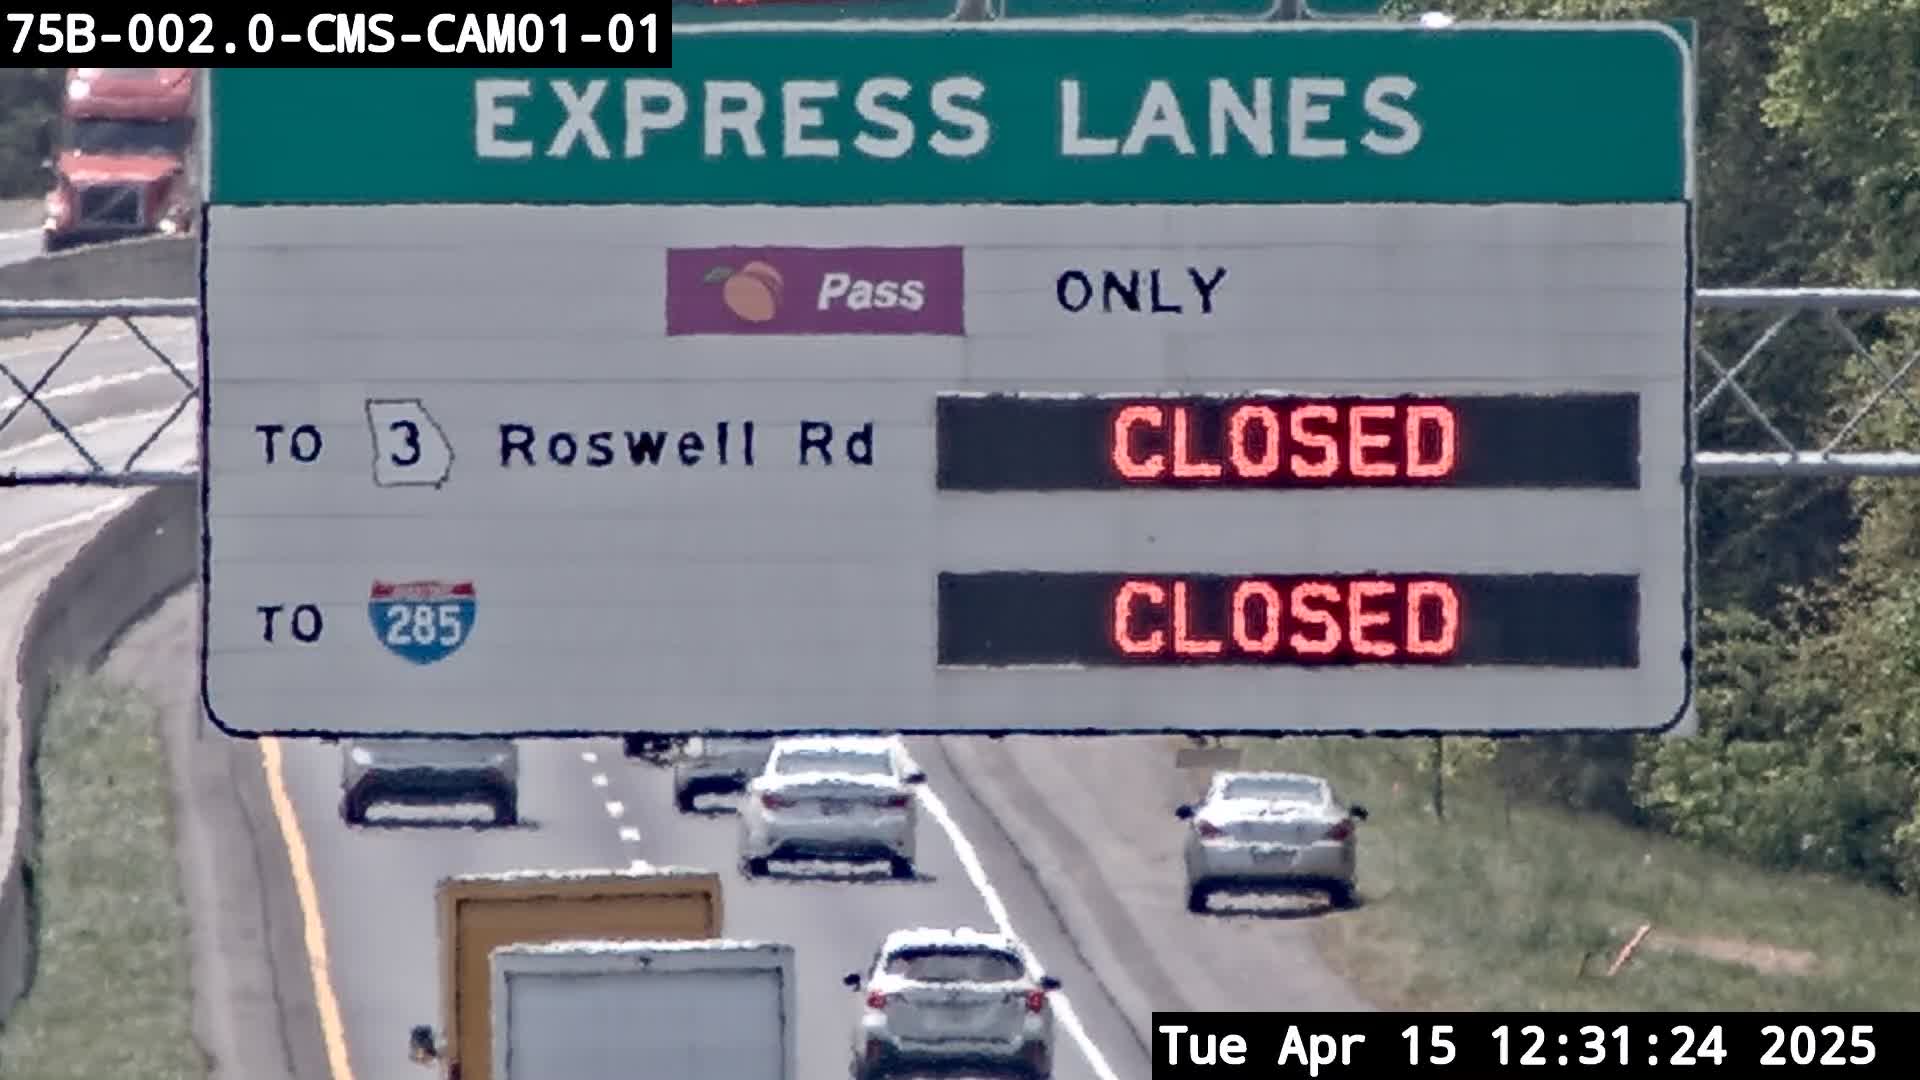 75B-002.0-CMS-CAM01-01
EXPRESS LANES
Pass ONLY
TO 3 Roswell Rd CLOSED
TO 285 CLOSED
Tue Apr 15 12:31:24 2025